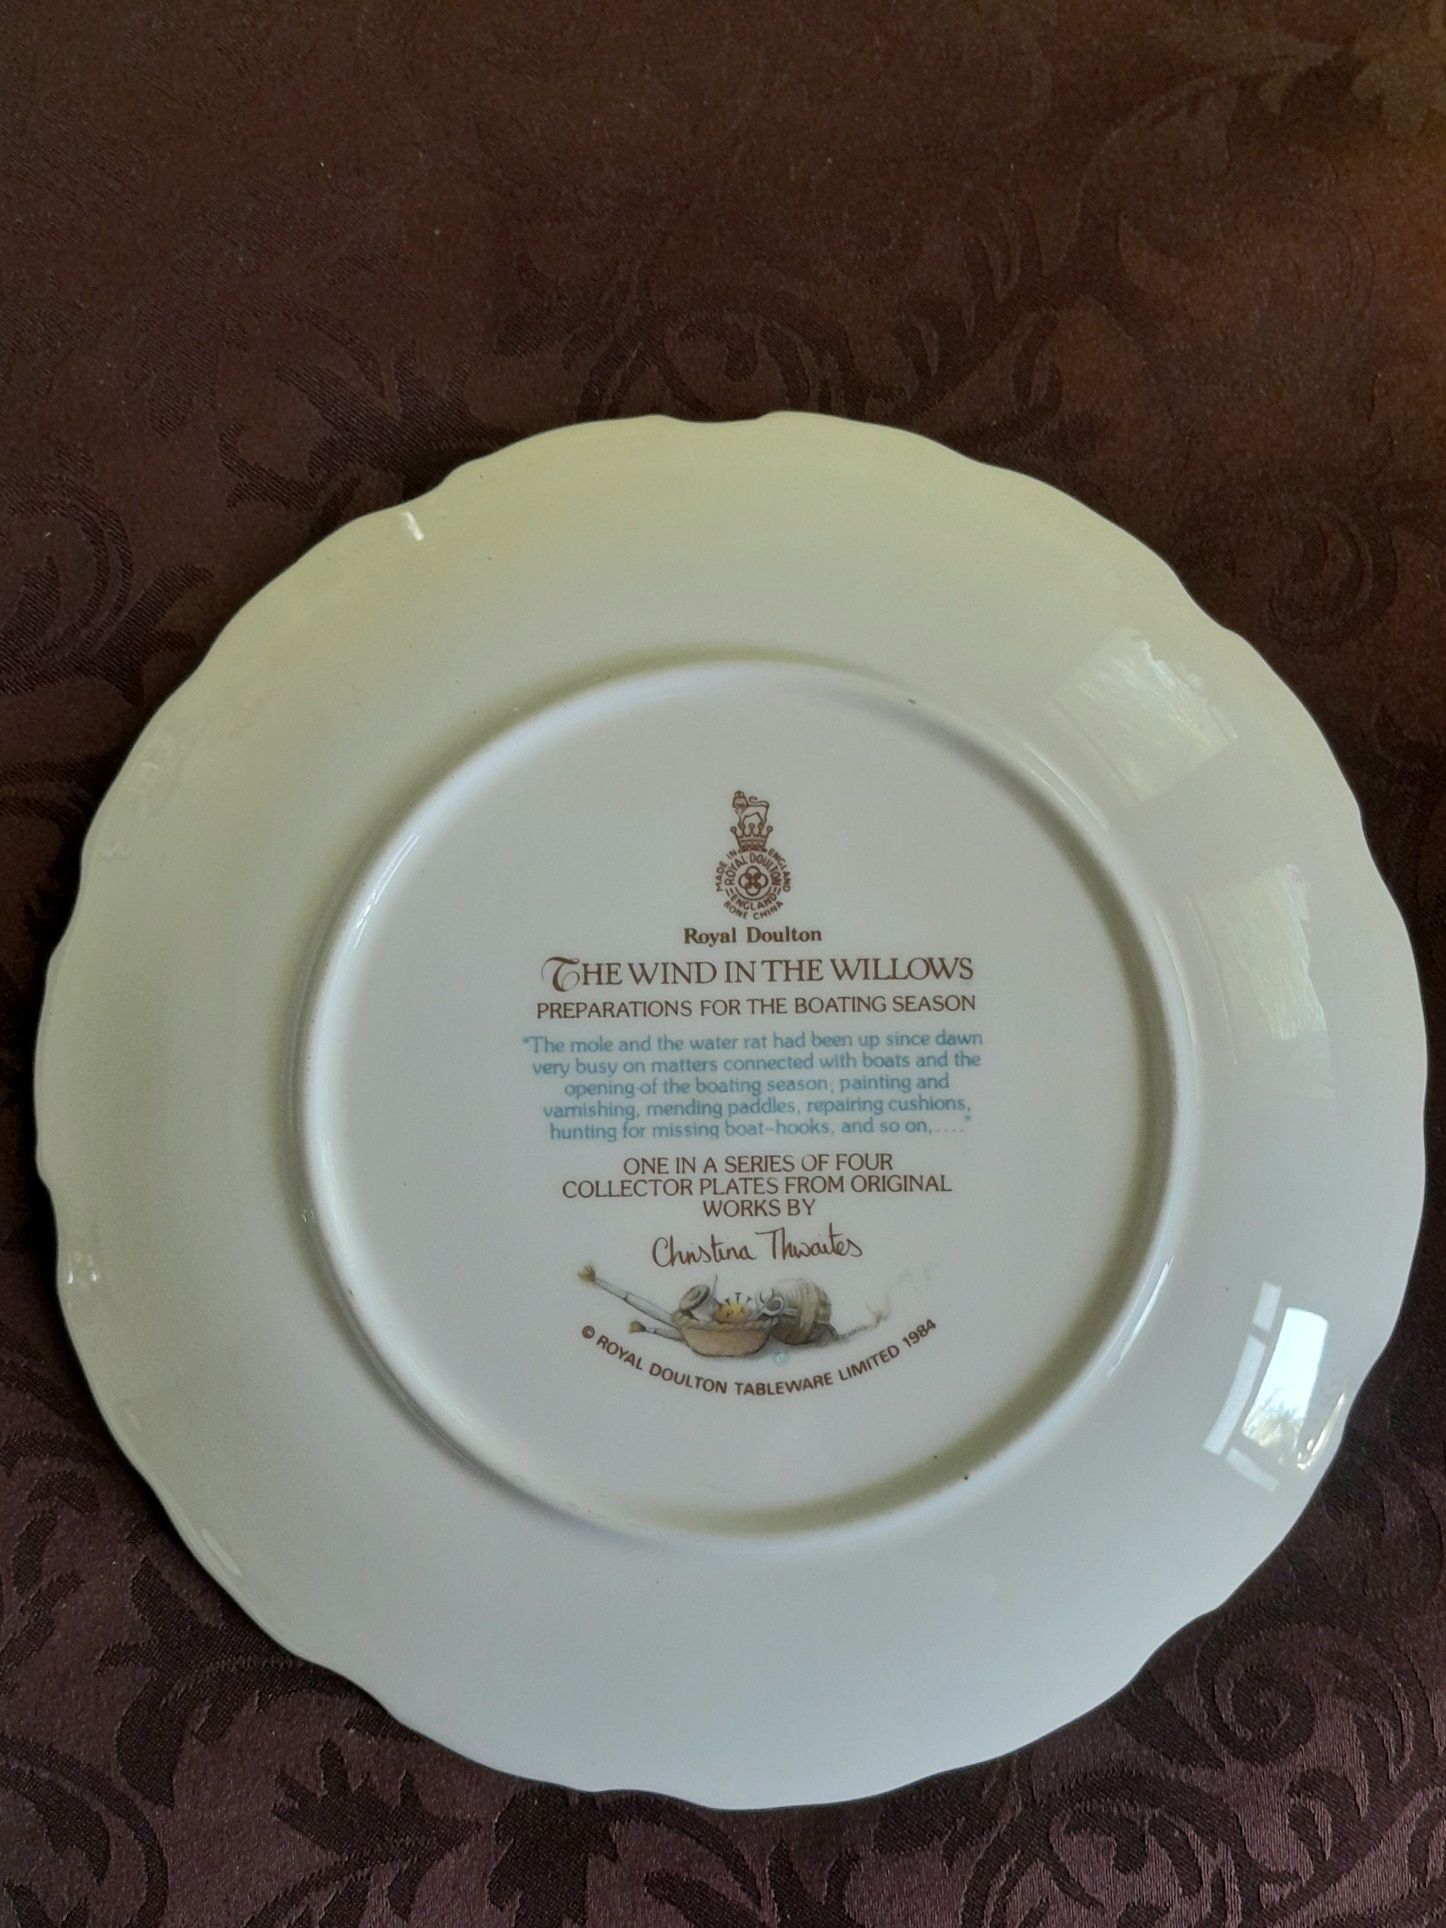 MADE IN ENGLAND
ROYAL DOULTON
ENGLAND
BONE CHINA
Royal Doulton
THE WIND IN THE WILLOWS
PREPARATIONS FOR THE BOATING SEASON
"The mole and the water rat had been up since dawn
very busy on matters connected with boats and the
opening of the boating season; painting and
varnishing, mending paddles, repairing cushions,
hunting for missing boat-hooks, and so on,...."
ONE IN A SERIES OF FOUR
COLLECTOR PLATES FROM ORIGINAL
WORKS BY
Christina Thwaites
© ROYAL DOULTON TABLEWARE LIMITED 1984